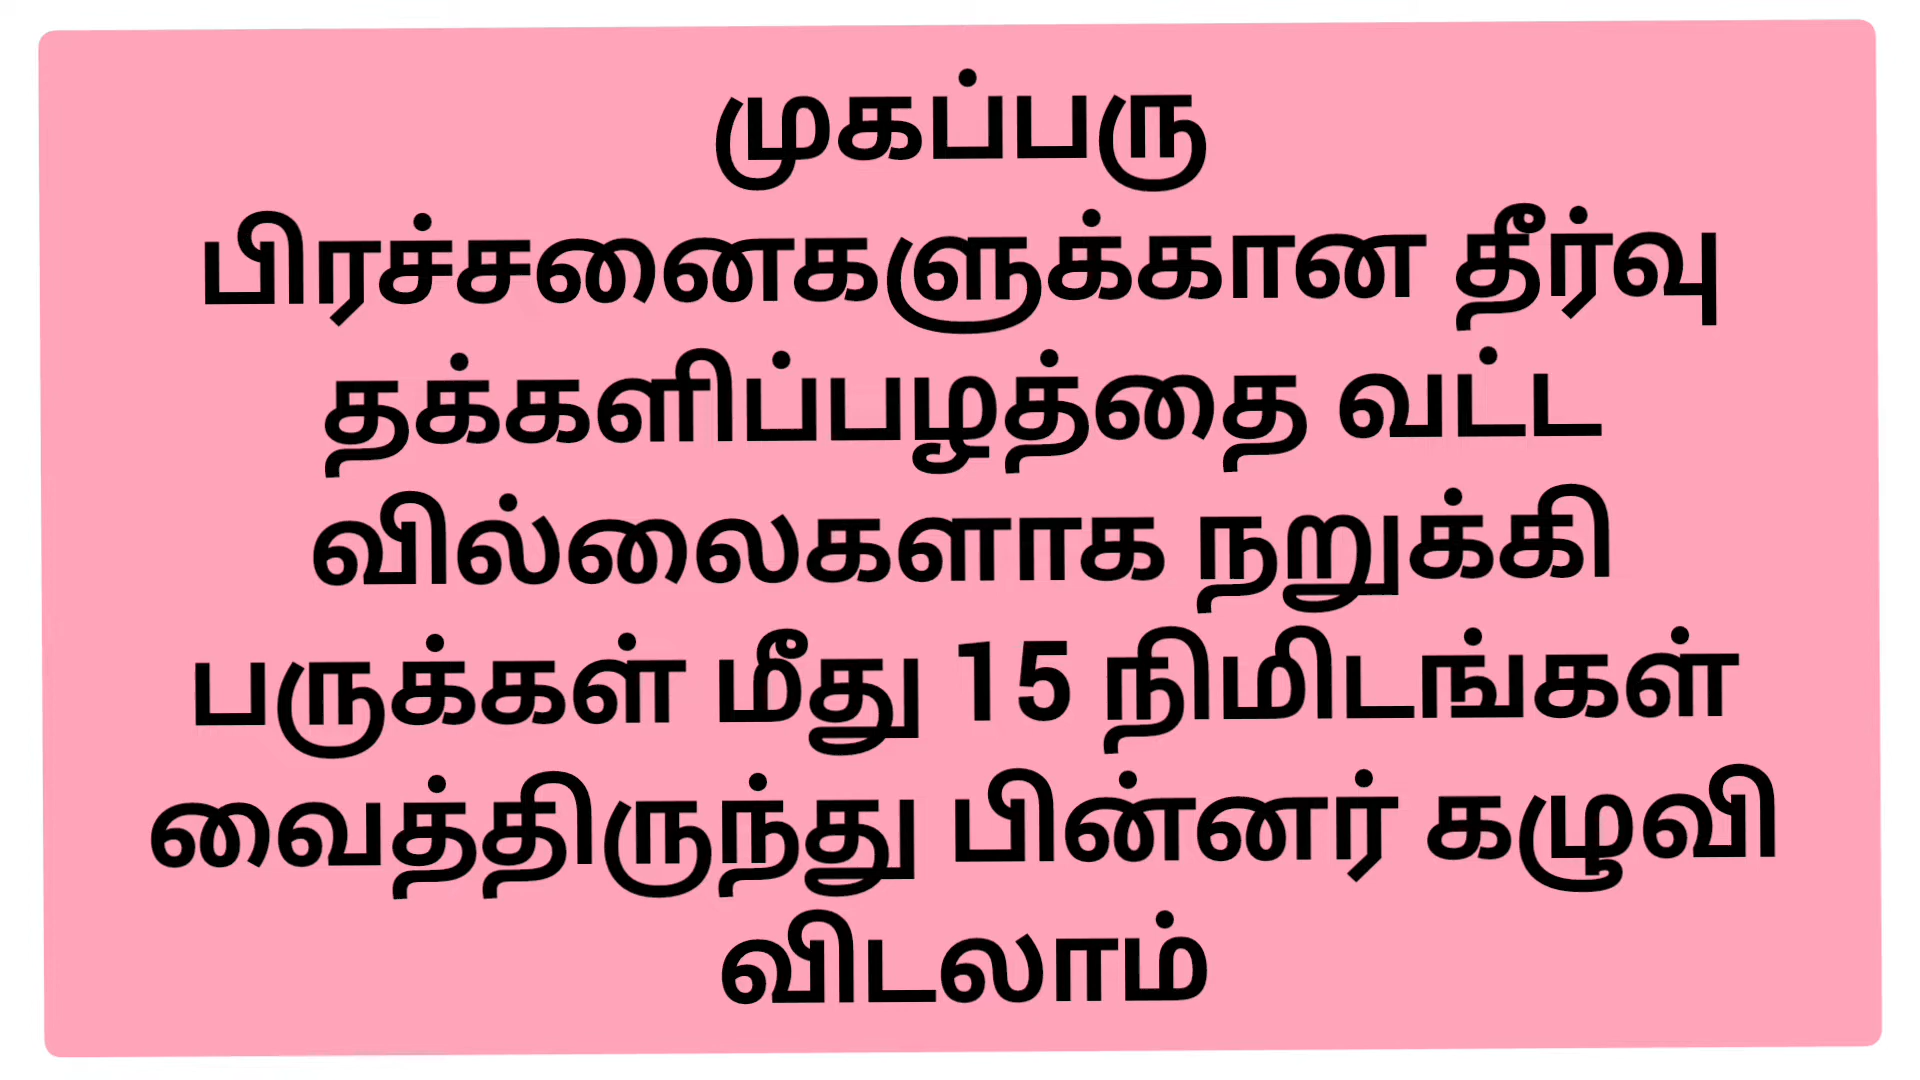 முகப்பரு
பிரச்சனைகளுக்கான தீர்வு
தக்களிப்பழத்தை வட்ட
வில்லைகளாக நறுக்கி
பருக்கள் மீது 15 நிமிடங்கள்
வைத்திருந்து பின்னர் கழுவி
விடலாம்